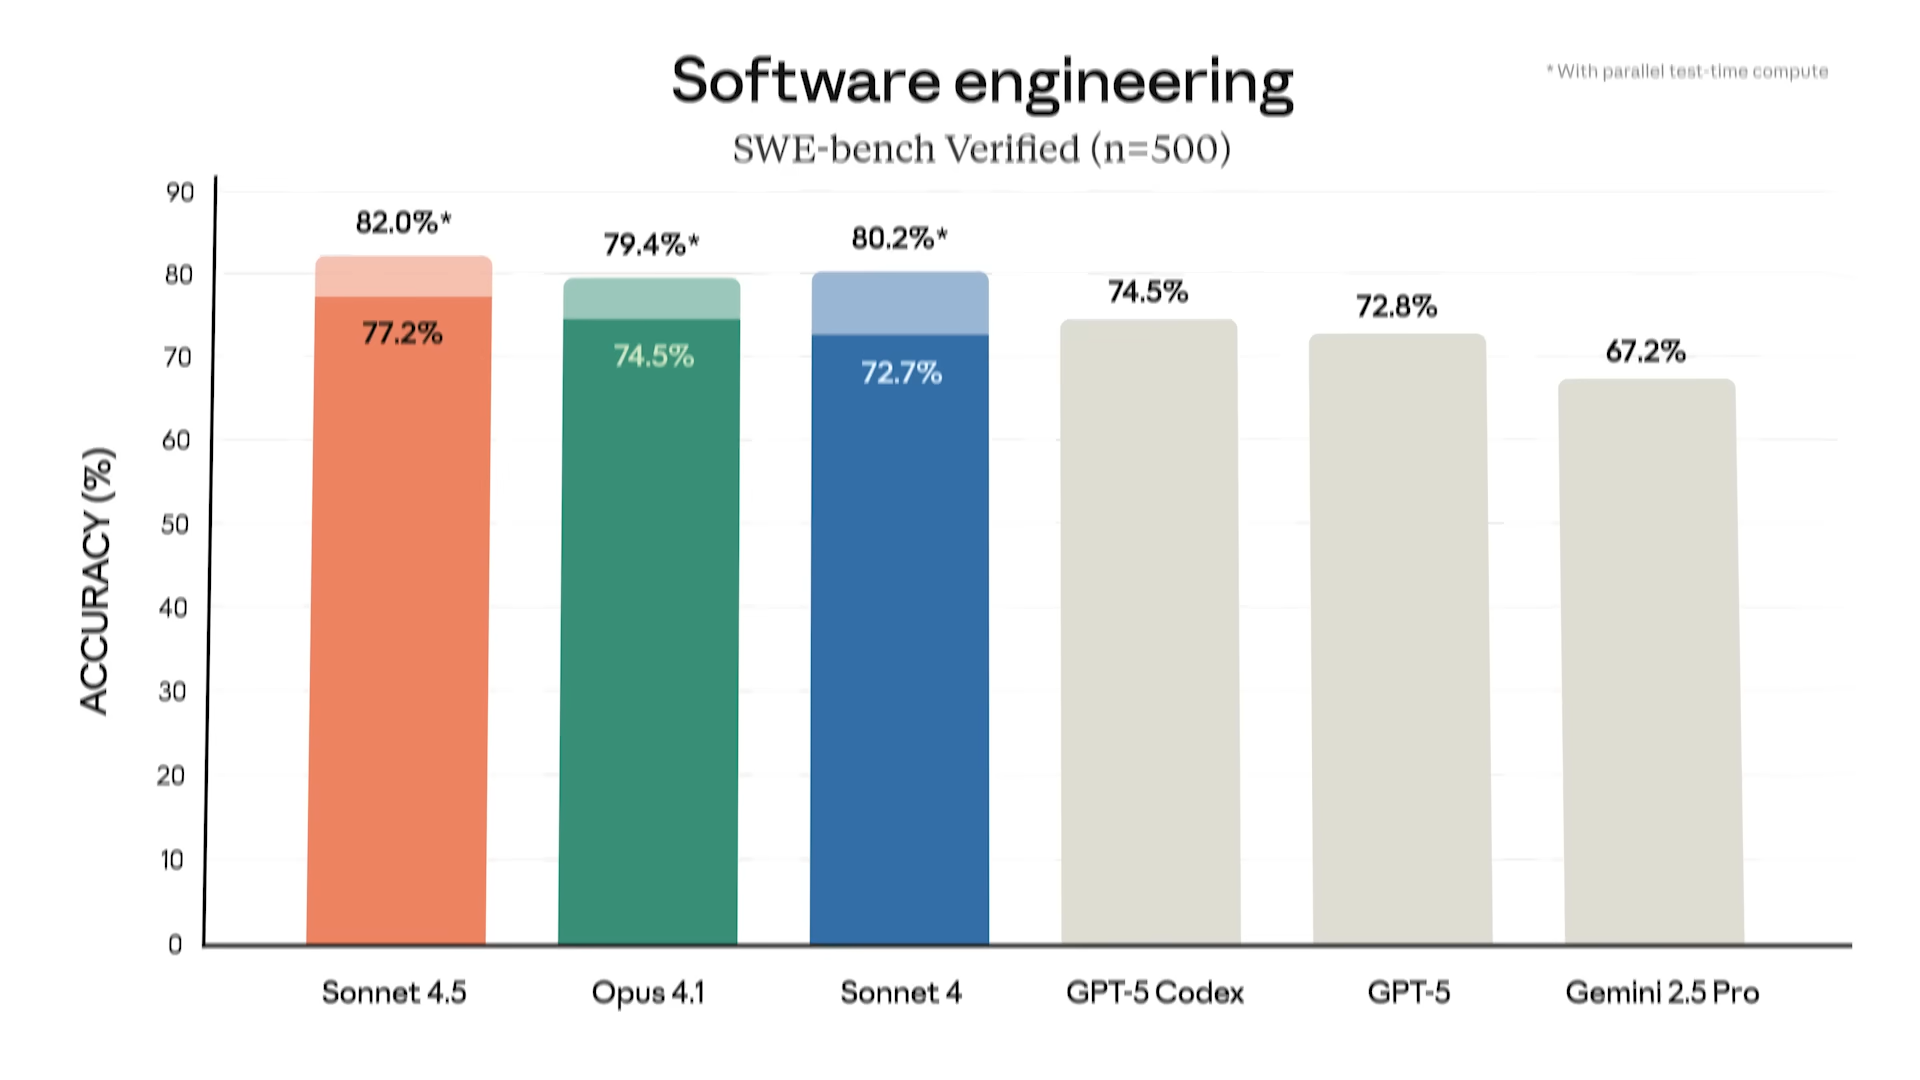 Software engineering
* With parallel test-time compute
SWE-bench Verified (n=500)
90
80
70
60
50
40
30
20
10
0
ACCURACY (%)
82.0%*
77.2%
79.4%*
74.5%
80.2%*
72.7%
74.5%
72.8%
67.2%
Sonnet 4.5
Opus 4.1
Sonnet 4
GPT-5 Codex
GPT-5
Gemini 2.5 Pro